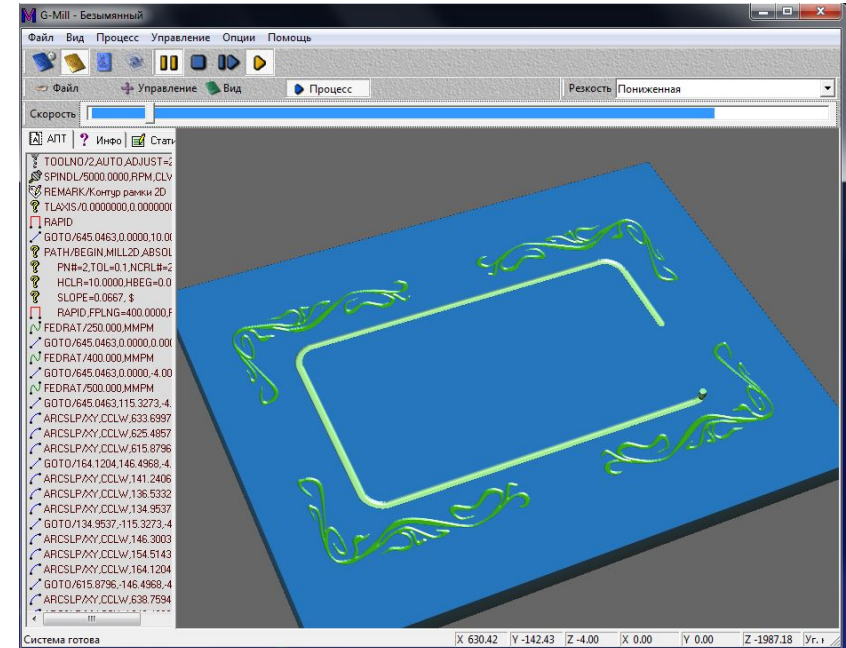 G-Mill - Безымянный
Файл Вид Процесс Управление Опции Помощь
Файл Управление Вид Процесс Резкость Пониженная
Скорость
АПТ Инфо Стати
TOOLNO/2,AUTO,ADJUST=2
SPINDL/5000.0000,RPM,CLW
REMARK/Контур рамки 2D
TLAXIS/0.0000000,0.0000000
RAPID
GOTO/645.0463,0.0000,10.00
PATH/BEGIN,MILL2D,ABSOL
PN#=2,TOL=0.1,NCRL#=2
HCLR=10.0000,HBEG=0.0
SLOPE=0.0667, $
RAPID,FPLNG=400.0000,F
FEDRAT/250.000,MMPM
GOTO/645.0463,0.0000,0.000
FEDRAT/400.000,MMPM
GOTO/645.0463,0.0000,-4.00
FEDRAT/500.000,MMPM
GOTO/645.0463,115.3273,-4.
ARCSLP/XY,CCLW,633.6997
ARCSLP/XY,CCLW,625.4857
ARCSLP/XY,CCLW,615.8796
GOTO/164.1204,146.4968,-4.
ARCSLP/XY,CCLW,141.2406
ARCSLP/XY,CCLW,136.5332
ARCSLP/XY,CCLW,134.9537
GOTO/134.9537,-115.3273,-4
ARCSLP/XY,CCLW,146.3003
ARCSLP/XY,CCLW,154.5143
ARCSLP/XY,CCLW,164.1204
GOTO/615.8796,-146.4968,-4
ARCSLP/XY,CCLW,638.7594
Система готова X 630.42 Y -142.43 Z -4.00 X 0.00 Y 0.00 Z -1987.18 Уг.